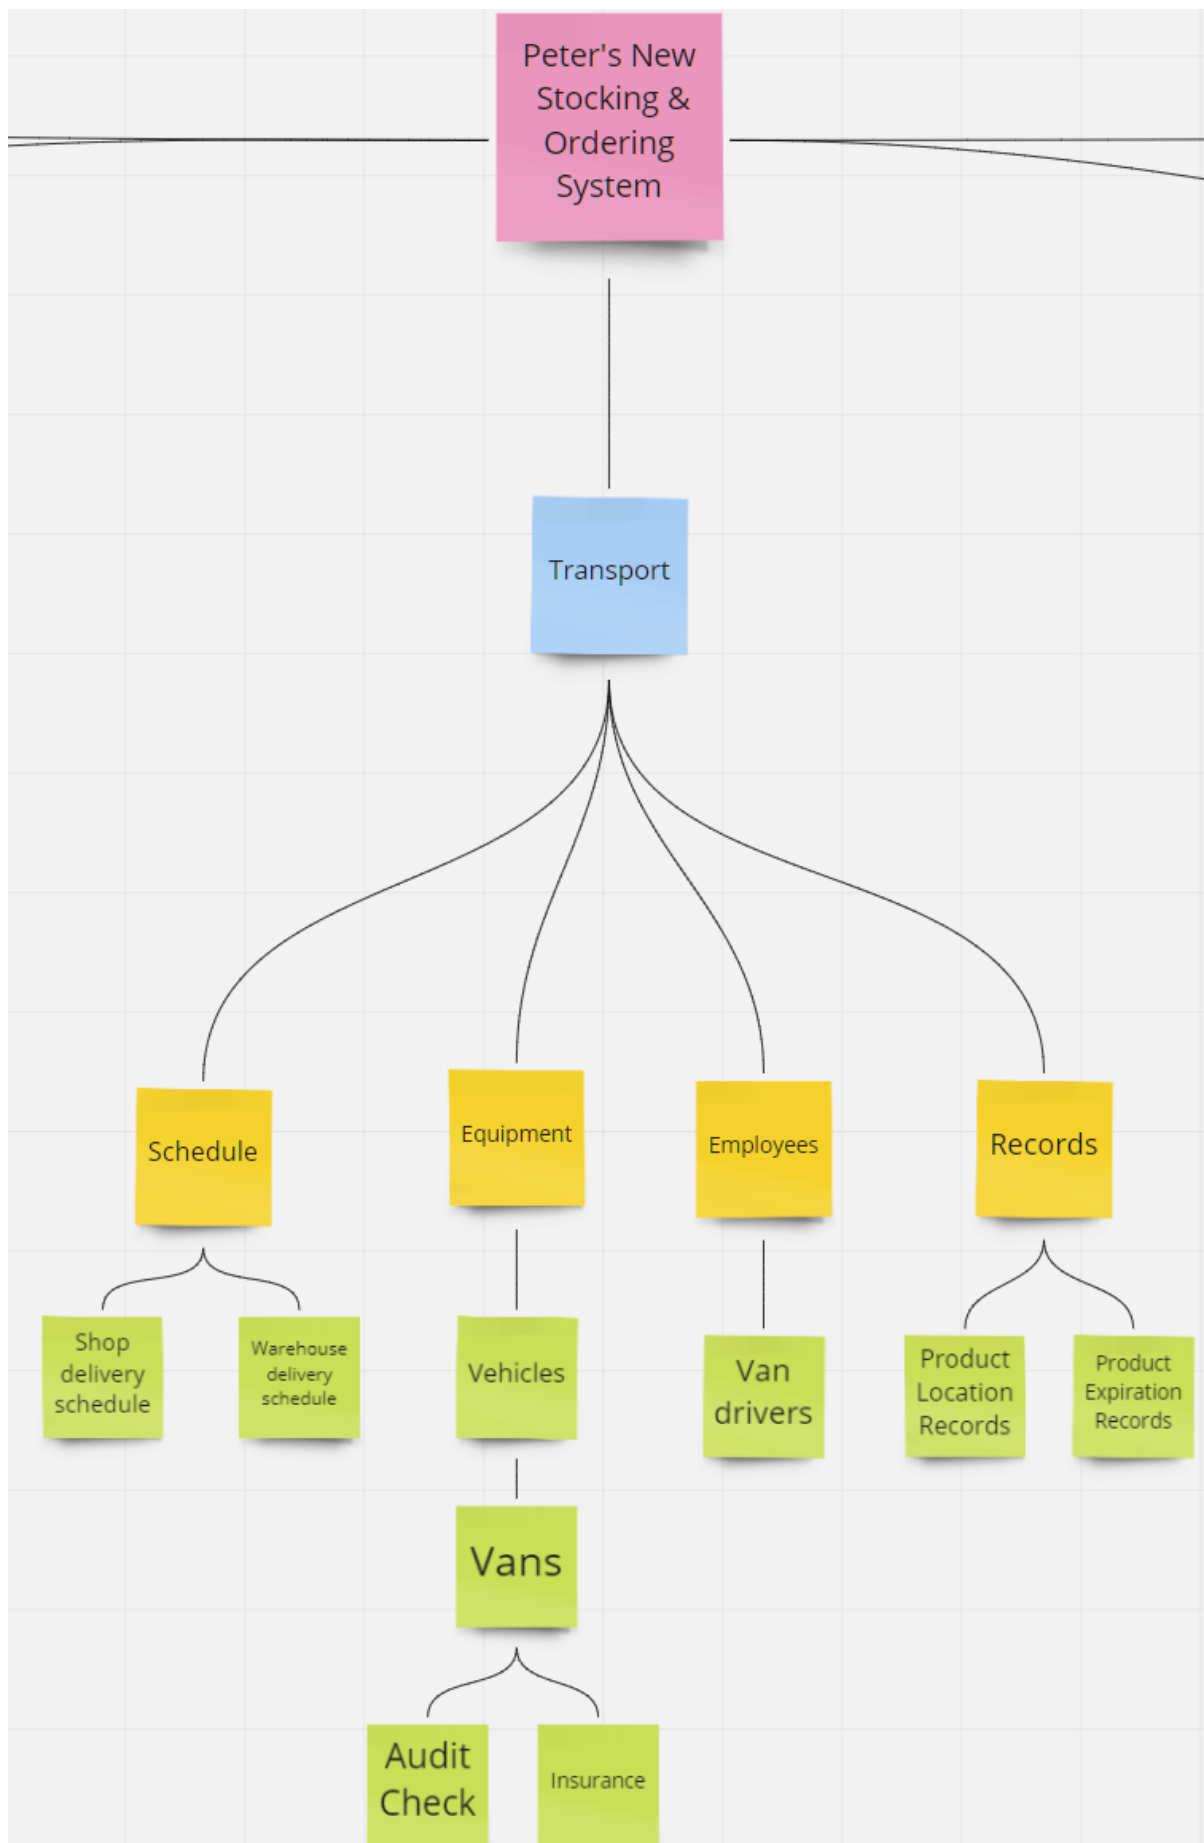 Peter's New
Stocking &
Ordering
System
Transport
Schedule
Equipment
Employees
Records
Shop
delivery
schedule
Warehouse
delivery
schedule
Vehicles
Van
drivers
Product
Location
Records
Product
Expiration
Records
Vans
Audit
Check
Insurance